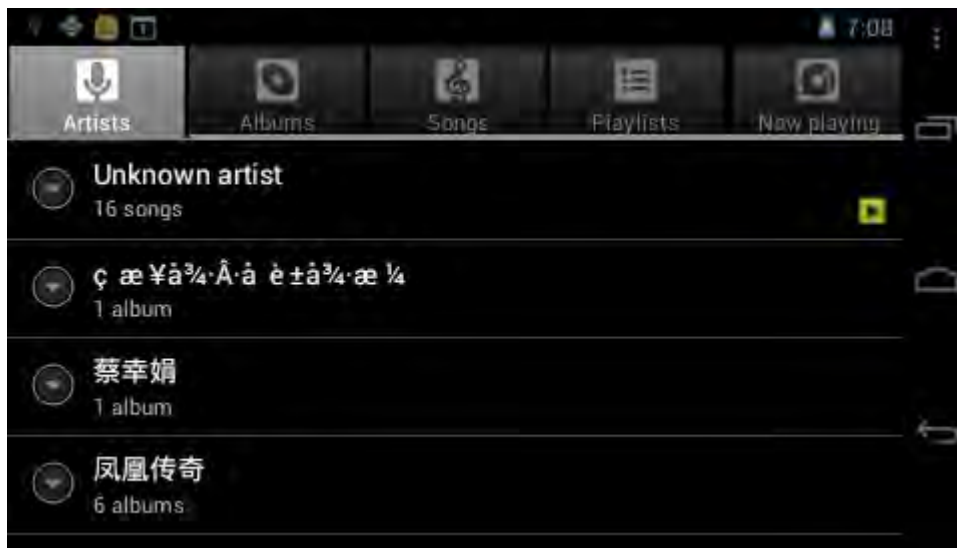 7:08
Artists
Albums
Songs
Playlists
Now playing
Unknown artist
16 songs
ç æ ¥å¾·Â·å è ±å¾·æ ¼
1 album
蔡幸娟
1 album
凤凰传奇
6 albums